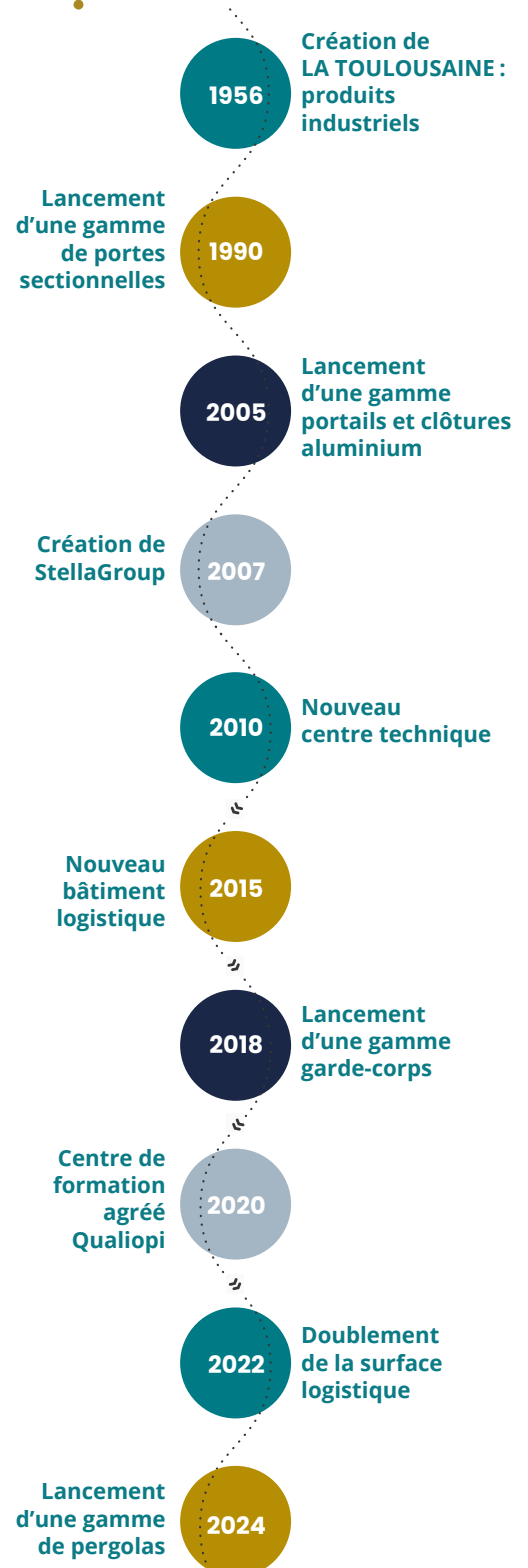 1956
Création de
LA TOULOUSAINE :
produits
industriels
Lancement
d’une gamme
de portes
sectionnelles
1990
2005
Lancement
d’une gamme
portails et clôtures
aluminium
Création de
StellaGroup
2007
2010
Nouveau
centre technique
Nouveau
bâtiment
logistique
2015
2018
Lancement
d’une gamme
garde-corps
Centre de
formation
agréé
Qualiopi
2020
2022
Doublement
de la surface
logistique
Lancement
d’une gamme
de pergolas
2024